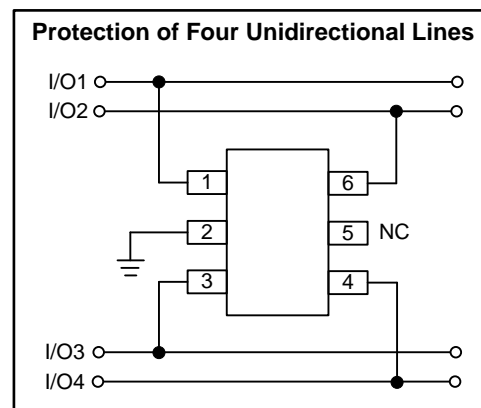 Protection of Four Unidirectional Lines
I/O1
I/O2
1
6
2
5 NC
3
4
I/O3
I/O4